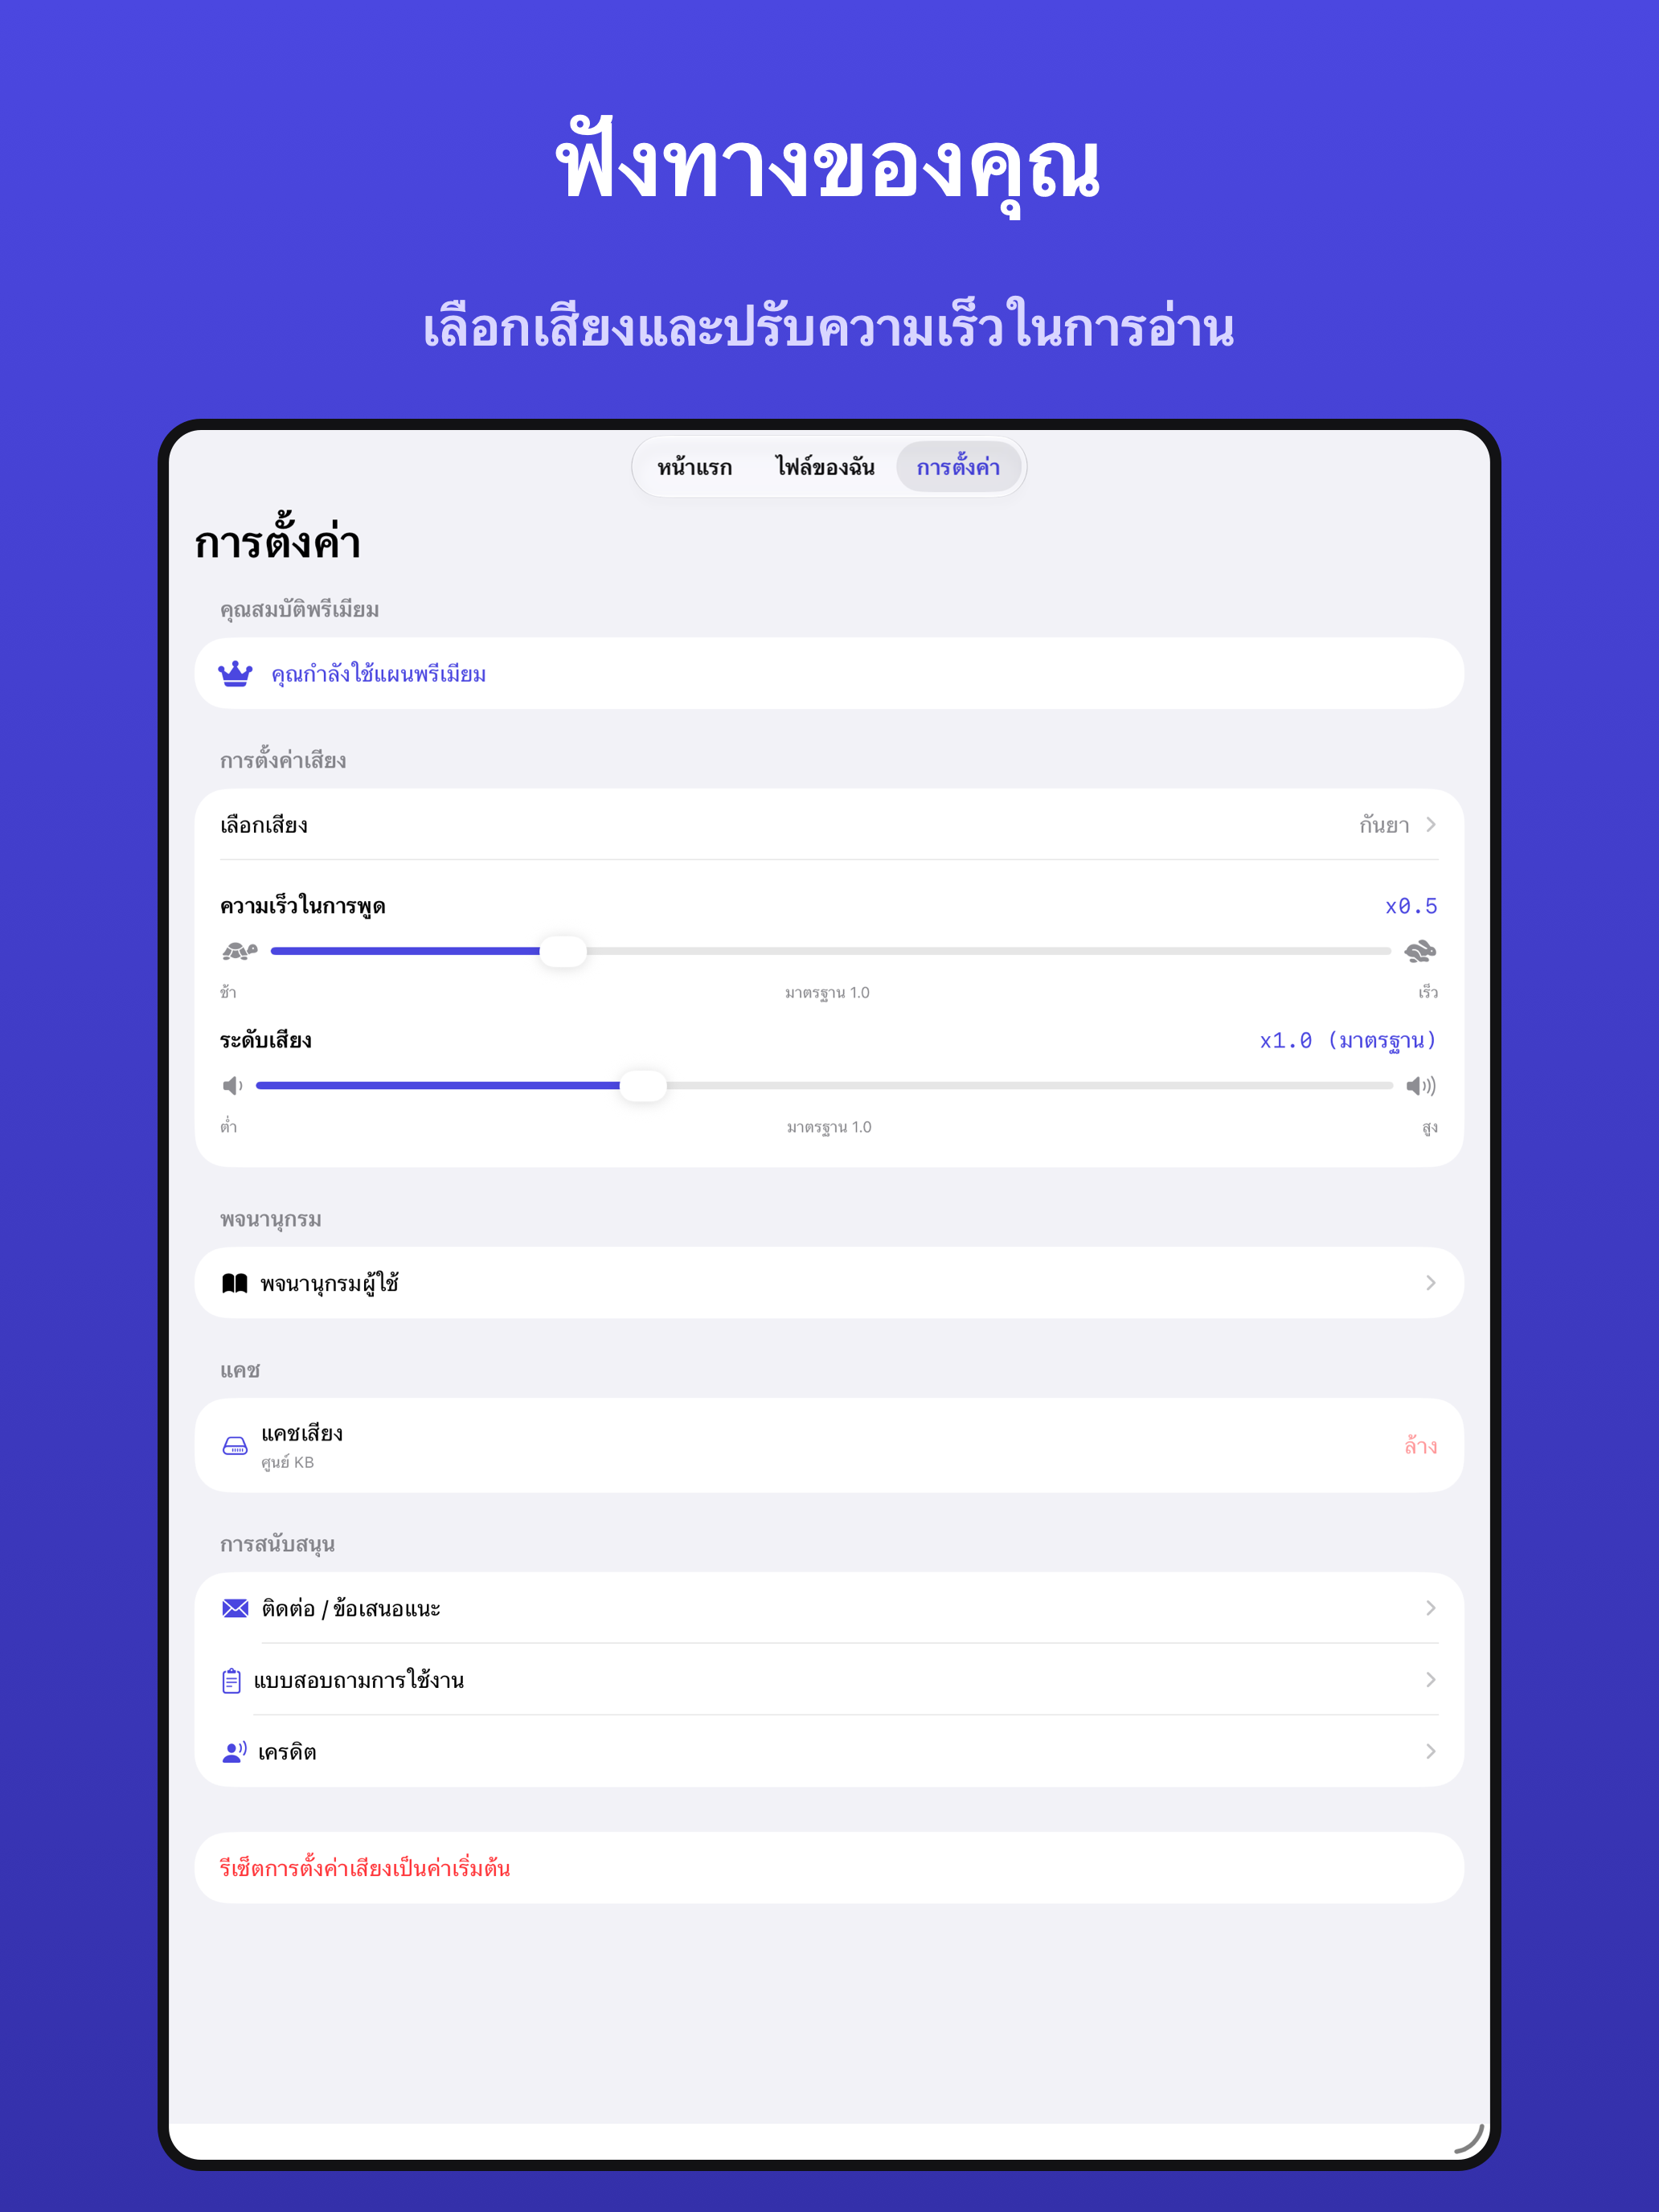 ฟังทางของคุณ
เลือกเสียงและปรับความเร็วในการอ่าน
หน้าแรก ไฟล์ของฉัน การตั้งค่า
การตั้งค่า
คุณสมบัติพรีเมียม
คุณกำลังใช้แผนพรีเมียม
การตั้งค่าเสียง
เลือกเสียง กันยา
ความเร็วในการพูด x0.5
ช้า มาตรฐาน 1.0 เร็ว
ระดับเสียง x1.0 (มาตรฐาน)
ต่ำ มาตรฐาน 1.0 สูง
พจนานุกรม
พจนานุกรมผู้ใช้
แคช
แคชเสียง
ศูนย์ KB
ล้าง
การสนับสนุน
ติดต่อ / ข้อเสนอแนะ
แบบสอบถามการใช้งาน
เครดิต
รีเซ็ตการตั้งค่าเสียงเป็นค่าเริ่มต้น